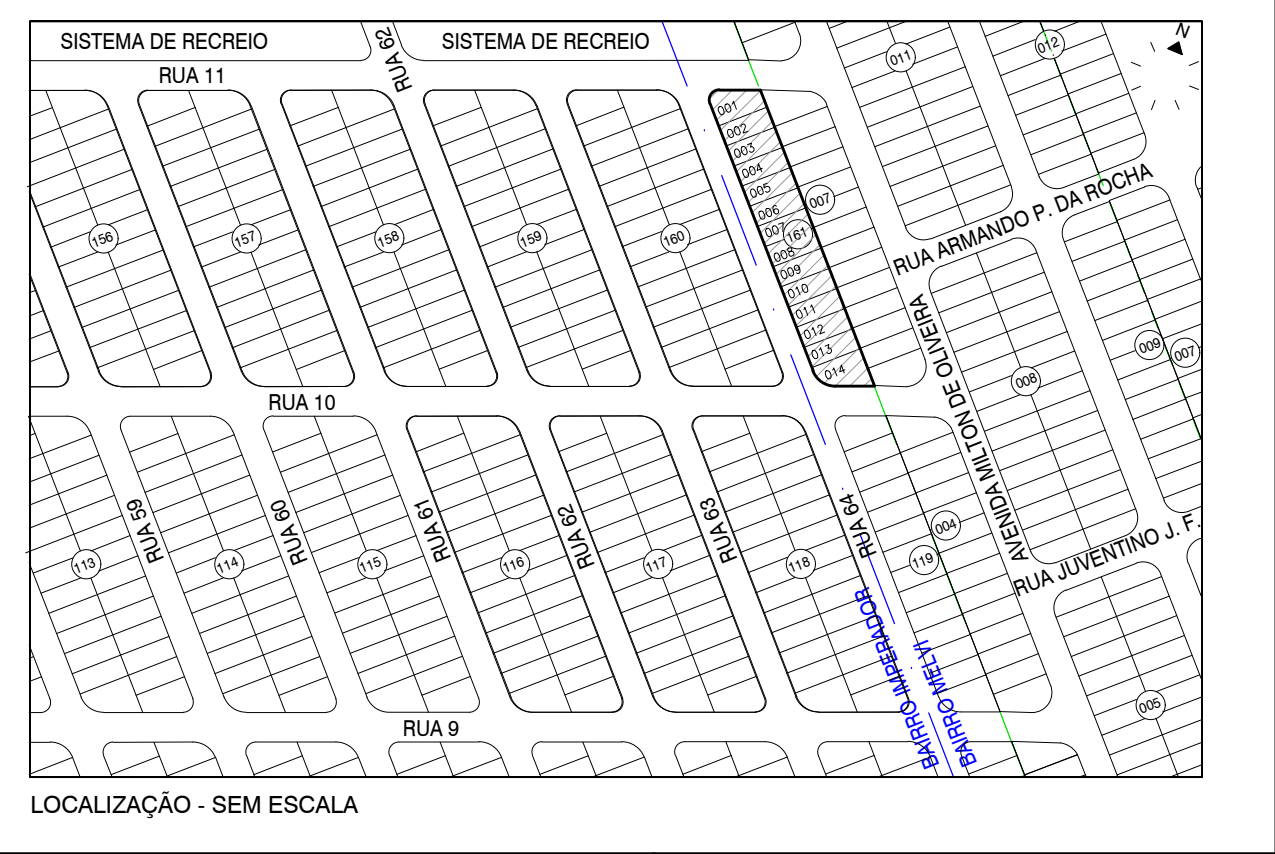 SISTEMA DE RECREIO
RUA 62
SISTEMA DE RECREIO
011
012
N
RUA 11
001
002
003
004
005
006
007
008
009
010
011
012
013
014
161
007
156
157
158
159
160
RUA ARMANDO P. DA ROCHA
AVENIDA MILTON DE OLIVEIRA
008
009
007
RUA 10
RUA 59
RUA 60
RUA 61
RUA 62
RUA 63
RUA 64
113
114
115
116
117
118
119
004
RUA JUVENTINO J. F.
BAIRRO IMPERADOR
BAIRRO MELVI
005
RUA 9
LOCALIZAÇÃO - SEM ESCALA